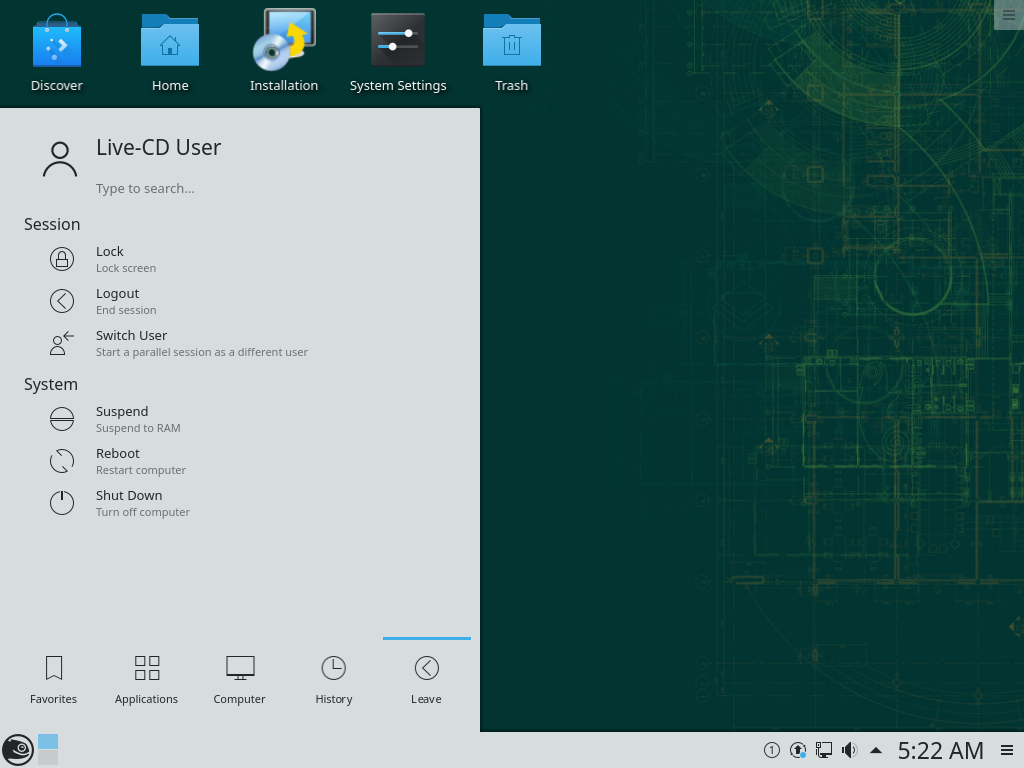 Discover
Home
Installation
System Settings
Trash
Live-CD User
Type to search...
Session
Lock
Lock screen
Logout
End session
Switch User
Start a parallel session as a different user
System
Suspend
Suspend to RAM
Reboot
Restart computer
Shut Down
Turn off computer
Favorites
Applications
Computer
History
Leave
1
5:22 AM